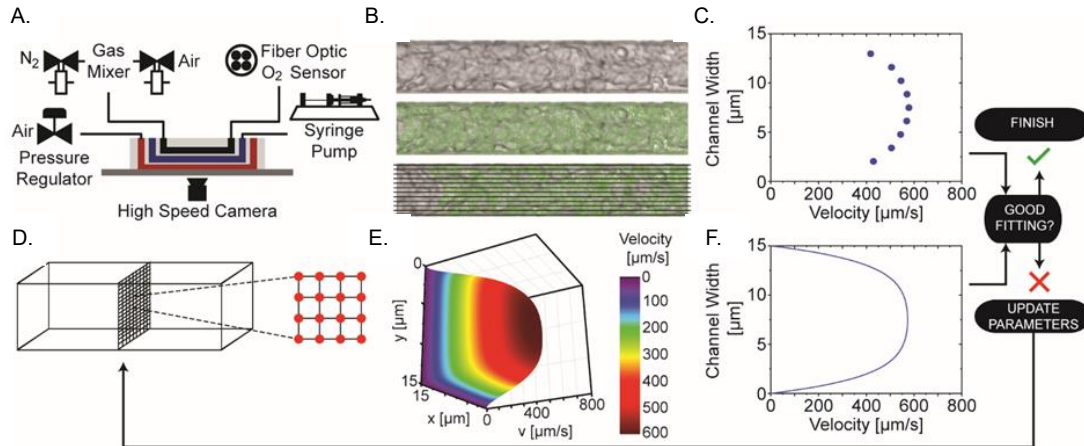 A.
N2
Gas
Mixer
Air
Fiber Optic
O2 Sensor
Air
Pressure
Regulator
Syringe
Pump
High Speed Camera
B.
C.
Channel Width
[µm]
15
10
5
0
0 200 400 600 800
Velocity [µm/s]
FINISH
GOOD
FITTING?
UPDATE
PARAMETERS
D.
E.
0
y [µm]
15
15
x [µm]
0
0
400
800
v [µm/s]
Velocity
[µm/s]
0
100
200
300
400
500
600
F.
Channel Width
[µm]
15
10
5
0
0 200 400 600 800
Velocity [µm/s]